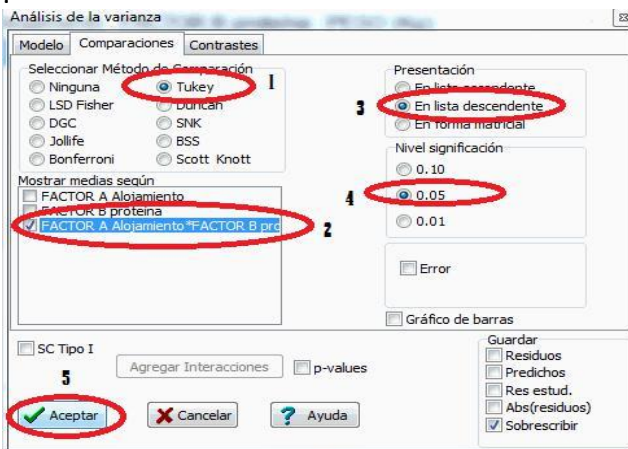 Análisis de la varianza
Modelo Comparaciones Contrastes
Seleccionar Método de Comparación
Ninguna Tukey 1
LSD Fisher Duncan
DGC SNK
Jollife BSS
Bonferroni Scott Knott
Presentación
En lista ascendente
3 En lista descendente
En forma matricial
Nivel significación
0.10
4 0.05
0.01
Mostrar medias según
FACTOR A Alojamiento
FACTOR B proteina
FACTOR A Alojamiento*FACTOR B pro 2
Error
Gráfico de barras
SC Tipo I
5
Agregar Interacciones p-values
Aceptar Cancelar ? Ayuda
Guardar
Residuos
Predichos
Res estud.
Abs(residuos)
Sobrescribir